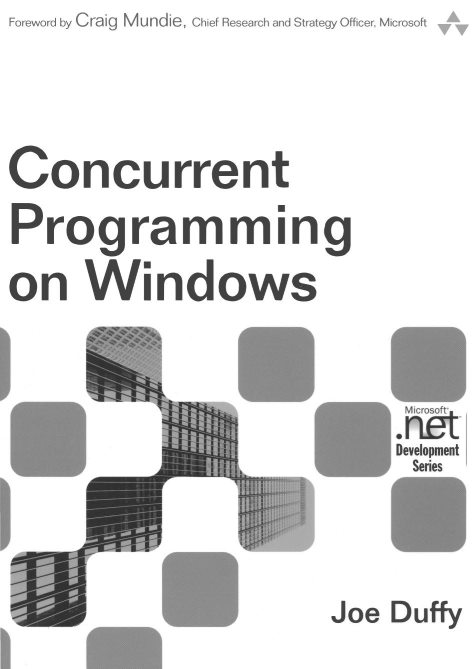 Foreword by Craig Mundie, Chief Research and Strategy Officer, Microsoft
Concurrent
Programming
on Windows
Microsoft
.net
Development
Series
Joe Duffy